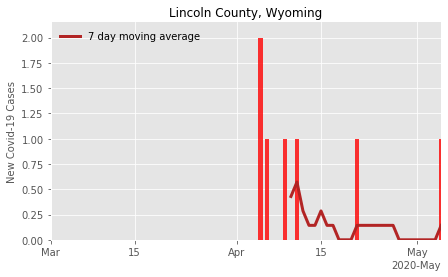 Lincoln County, Wyoming
7 day moving average
New Covid-19 Cases
2.00
1.75
1.50
1.25
1.00
0.75
0.50
0.25
0.00
Mar 15 Apr 15 May
2020-May